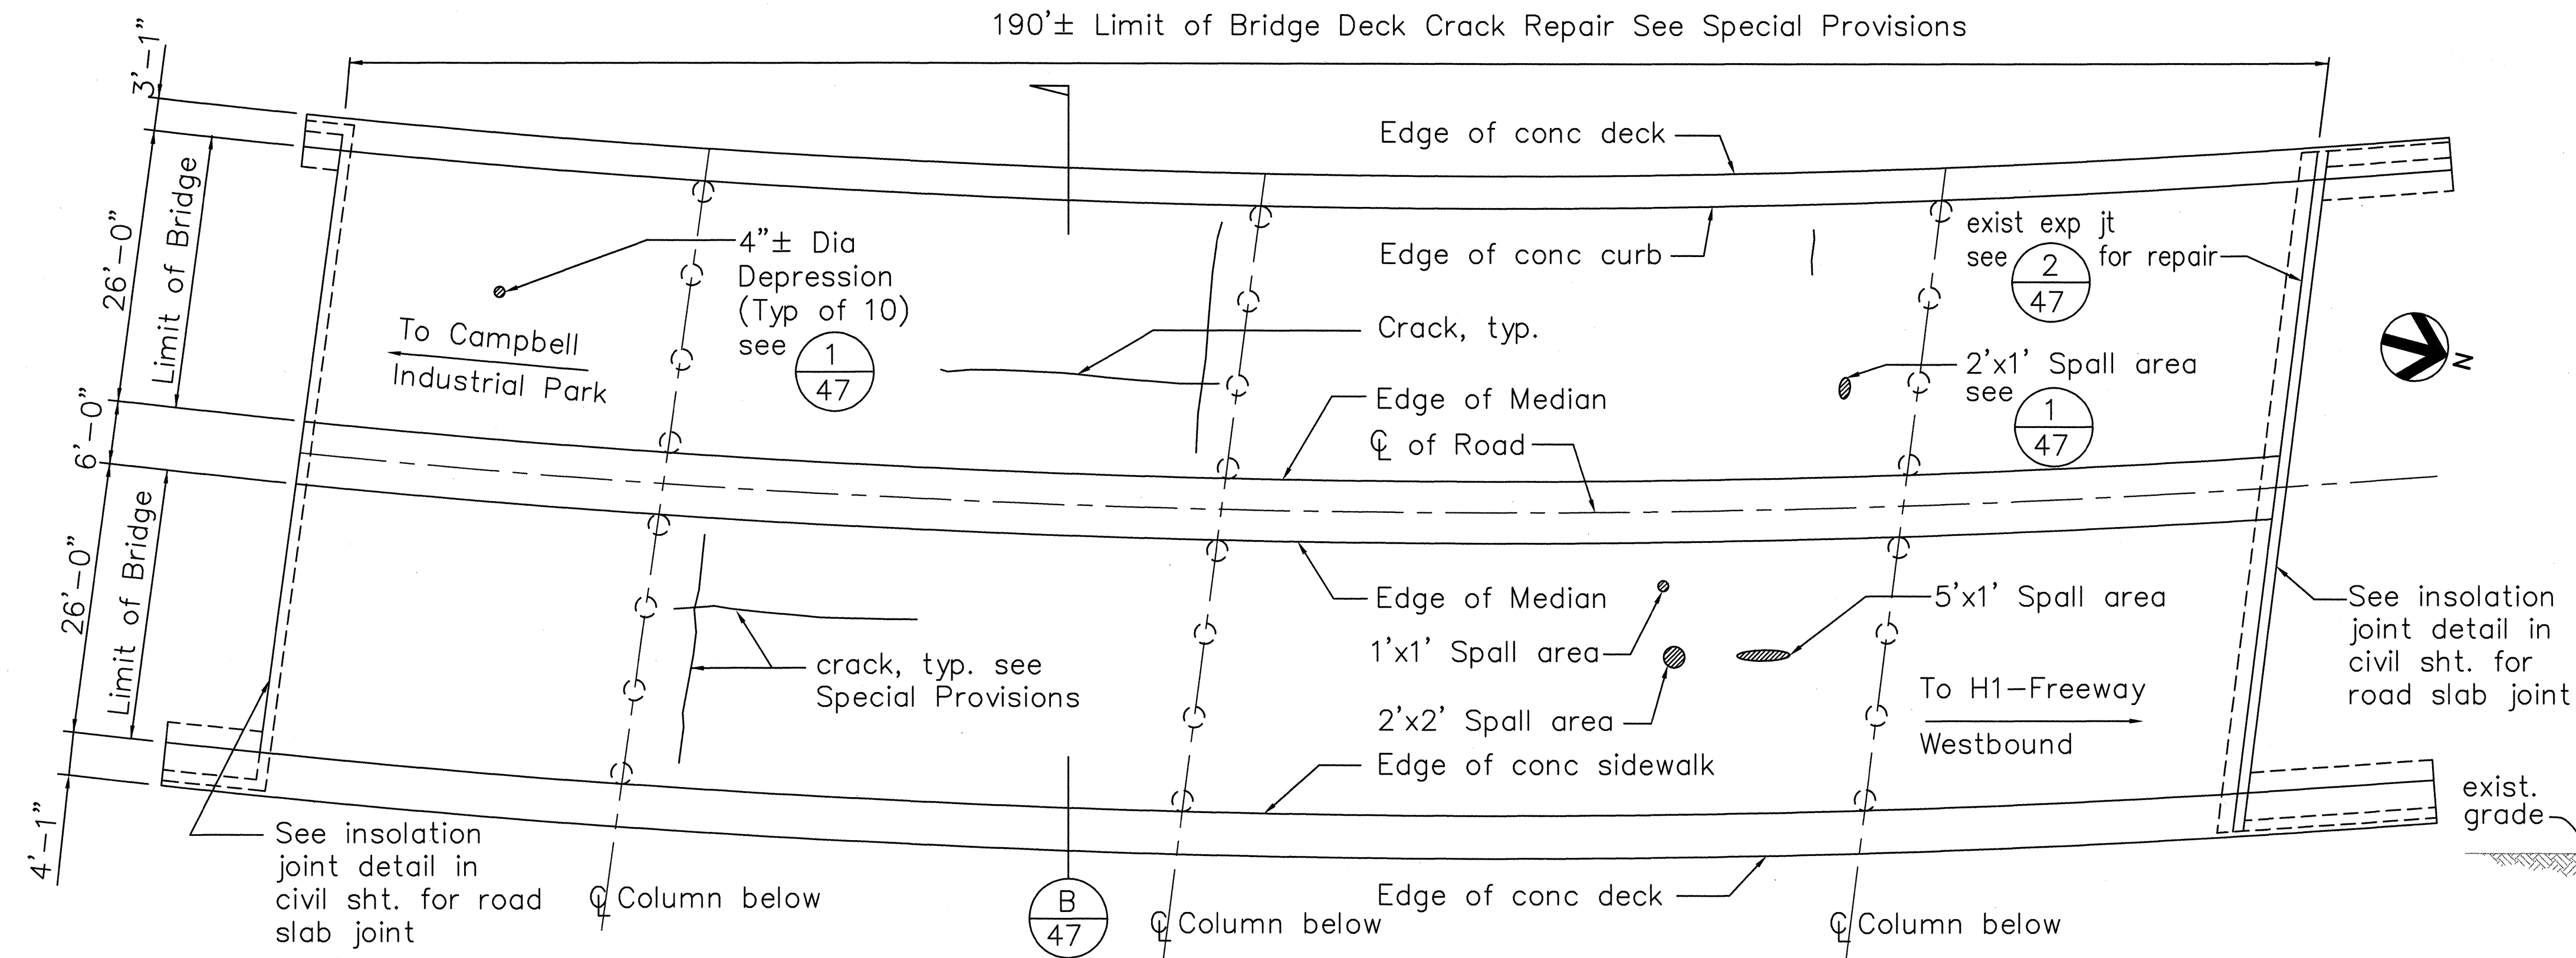 190'± Limit of Bridge Deck Crack Repair See Special Provisions
3'-1"
26'-0"
Limit of Bridge
6'-0"
26'-0"
Limit of Bridge
4'-1"
Edge of conc deck
Edge of conc curb
exist exp jt
see 2 for repair
47
4"± Dia
Depression
(Typ of 10)
see 1
47
To Campbell
Industrial Park
Crack, typ.
2'x1' Spall area
see 1
47
Edge of Median
℄ of Road
N
Edge of Median
1'x1' Spall area
5'x1' Spall area
2'x2' Spall area
crack, typ. see
Special Provisions
To H1-Freeway
Westbound
See insolation
joint detail in
civil sht. for
road slab joint
Edge of conc sidewalk
exist.
grade
See insolation
joint detail in
civil sht. for road
slab joint
℄ Column below
B
47
℄ Column below
Edge of conc deck
℄ Column below